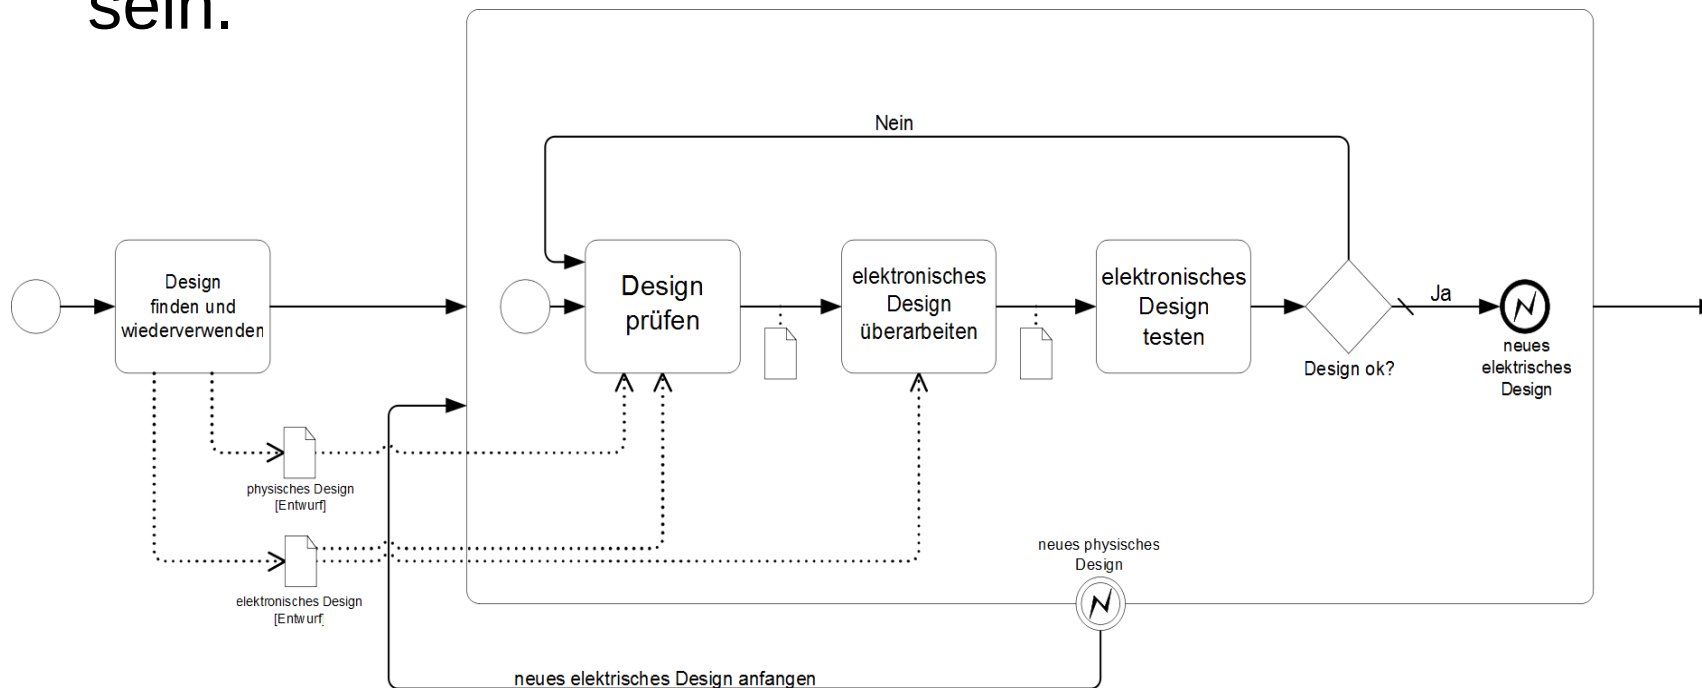 sein.
Nein
Design
finden und
wiederverwenden
Design
prüfen
elektronisches
Design
überarbeiten
elektronisches
Design
testen
Ja
Design ok?
neues
elektrisches
Design
physisches Design
[Entwurf]
elektronisches Design
[Entwurf]
neues physisches
Design
neues elektrisches Design anfangen